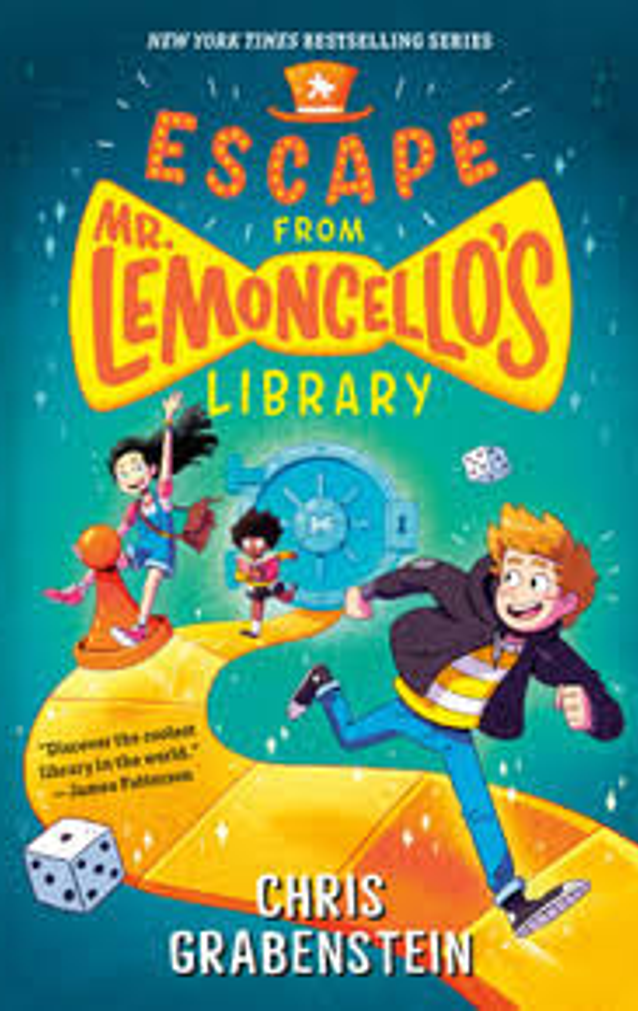 NEW YORK TIMES BESTSELLING SERIES
ESCAPE
FROM
MR.
LEMONCELLO'S
LIBRARY
"Discover the coolest
library in the world."
—James Patterson
CHRIS
GRABENSTEIN